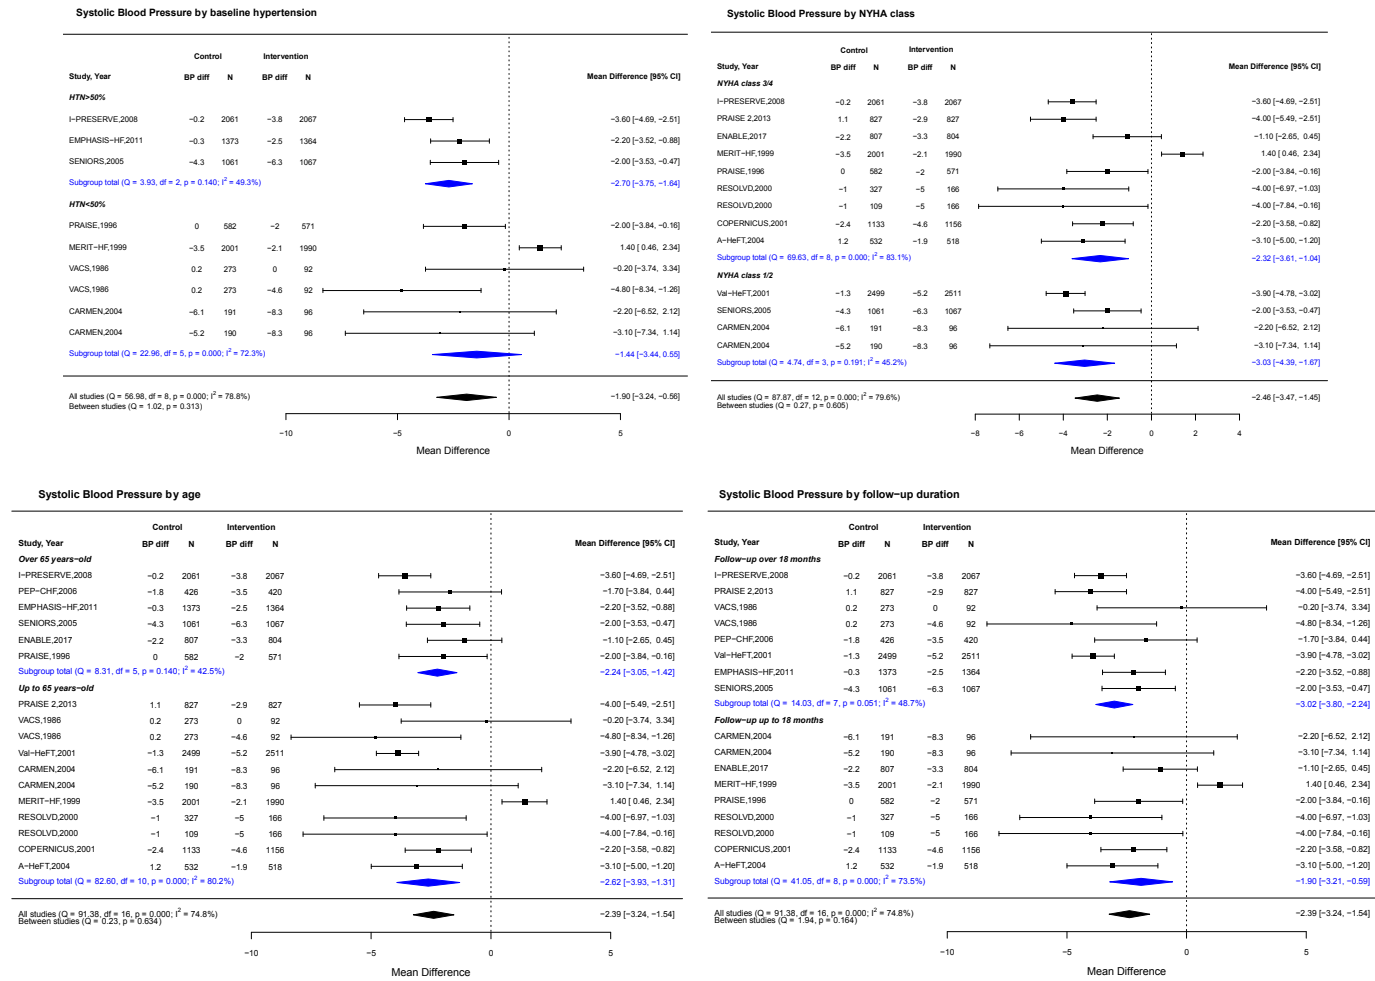 Systolic Blood Pressure by baseline hypertension
Control Intervention
Study, Year BP diff N BP diff N Mean Difference [95% CI]
HTN>50%
I−PRESERVE,2008 −0.2 2061 −3.8 2067 −3.60 [−4.69, −2.51]
EMPHASIS−HF,2011 −0.3 1373 −2.5 1364 −2.20 [−3.52, −0.88]
SENIORS,2005 −4.3 1061 −6.3 1067 −2.00 [−3.53, −0.47]
Subgroup total (Q = 3.93, df = 2, p = 0.140; I² = 49.3%) −2.70 [−3.75, −1.64]
HTN<50%
PRAISE,1996 0 582 −2 571 −2.00 [−3.84, −0.16]
MERIT−HF,1999 −3.5 2001 −2.1 1990 1.40 [ 0.46, 2.34]
VACS,1986 0.2 273 0 92 −0.20 [−3.74, 3.34]
VACS,1986 0.2 273 −4.6 92 −4.80 [−8.34, −1.26]
CARMEN,2004 −6.1 191 −8.3 96 −2.20 [−6.52, 2.12]
CARMEN,2004 −5.2 190 −8.3 96 −3.10 [−7.34, 1.14]
Subgroup total (Q = 22.96, df = 5, p = 0.000; I² = 72.3%) −1.44 [−3.44, 0.55]
All studies (Q = 56.98, df = 8, p = 0.000; I² = 78.8%) −1.90 [−3.24, −0.56]
Between studies (Q = 1.02, p = 0.313)
−10 −5 0 5
Mean Difference
Systolic Blood Pressure by NYHA class
Control Intervention
Study, Year BP diff N BP diff N Mean Difference [95% CI]
NYHA class 3/4
I−PRESERVE,2008 −0.2 2061 −3.8 2067 −3.60 [−4.69, −2.51]
PRAISE 2,2013 1.1 827 −2.9 827 −4.00 [−5.49, −2.51]
ENABLE,2017 −2.2 807 −3.3 804 −1.10 [−2.65, 0.45]
MERIT−HF,1999 −3.5 2001 −2.1 1990 1.40 [ 0.46, 2.34]
PRAISE,1996 0 582 −2 571 −2.00 [−3.84, −0.16]
RESOLVD,2000 −1 327 −5 166 −4.00 [−6.97, −1.03]
RESOLVD,2000 −1 109 −5 166 −4.00 [−7.84, −0.16]
COPERNICUS,2001 −2.4 1133 −4.6 1156 −2.20 [−3.58, −0.82]
A−HeFT,2004 1.2 532 −1.9 518 −3.10 [−5.00, −1.20]
Subgroup total (Q = 69.63, df = 8, p = 0.000; I² = 83.1%) −2.32 [−3.61, −1.04]
NYHA class 1/2
Val−HeFT,2001 −1.3 2499 −5.2 2511 −3.90 [−4.78, −3.02]
SENIORS,2005 −4.3 1061 −6.3 1067 −2.00 [−3.53, −0.47]
CARMEN,2004 −6.1 191 −8.3 96 −2.20 [−6.52, 2.12]
CARMEN,2004 −5.2 190 −8.3 96 −3.10 [−7.34, 1.14]
Subgroup total (Q = 4.74, df = 3, p = 0.191; I² = 45.2%) −3.03 [−4.39, −1.67]
All studies (Q = 87.87, df = 12, p = 0.000; I² = 79.6%) −2.46 [−3.47, −1.45]
Between studies (Q = 0.27, p = 0.605)
−8 −6 −4 −2 0 2 4
Mean Difference
Systolic Blood Pressure by age
Control Intervention
Study, Year BP diff N BP diff N Mean Difference [95% CI]
Over 65 years−old
I−PRESERVE,2008 −0.2 2061 −3.8 2067 −3.60 [−4.69, −2.51]
PEP−CHF,2006 −1.8 426 −3.5 420 −1.70 [−3.84, 0.44]
EMPHASIS−HF,2011 −0.3 1373 −2.5 1364 −2.20 [−3.52, −0.88]
SENIORS,2005 −4.3 1061 −6.3 1067 −2.00 [−3.53, −0.47]
ENABLE,2017 −2.2 807 −3.3 804 −1.10 [−2.65, 0.45]
PRAISE,1996 0 582 −2 571 −2.00 [−3.84, −0.16]
Subgroup total (Q = 8.31, df = 5, p = 0.140; I² = 42.5%) −2.24 [−3.05, −1.42]
Up to 65 years−old
PRAISE 2,2013 1.1 827 −2.9 827 −4.00 [−5.49, −2.51]
VACS,1986 0.2 273 0 92 −0.20 [−3.74, 3.34]
VACS,1986 0.2 273 −4.6 92 −4.80 [−8.34, −1.26]
Val−HeFT,2001 −1.3 2499 −5.2 2511 −3.90 [−4.78, −3.02]
CARMEN,2004 −6.1 191 −8.3 96 −2.20 [−6.52, 2.12]
CARMEN,2004 −5.2 190 −8.3 96 −3.10 [−7.34, 1.14]
MERIT−HF,1999 −3.5 2001 −2.1 1990 1.40 [ 0.46, 2.34]
RESOLVD,2000 −1 327 −5 166 −4.00 [−6.97, −1.03]
RESOLVD,2000 −1 109 −5 166 −4.00 [−7.84, −0.16]
COPERNICUS,2001 −2.4 1133 −4.6 1156 −2.20 [−3.58, −0.82]
A−HeFT,2004 1.2 532 −1.9 518 −3.10 [−5.00, −1.20]
Subgroup total (Q = 82.60, df = 10, p = 0.000; I² = 80.2%) −2.62 [−3.93, −1.31]
All studies (Q = 91.38, df = 16, p = 0.000; I² = 74.8%) −2.39 [−3.24, −1.54]
Between studies (Q = 0.23, p = 0.634)
−10 −5 0 5
Mean Difference
Systolic Blood Pressure by follow−up duration
Control Intervention
Study, Year BP diff N BP diff N Mean Difference [95% CI]
Follow−up over 18 months
I−PRESERVE,2008 −0.2 2061 −3.8 2067 −3.60 [−4.69, −2.51]
PRAISE 2,2013 1.1 827 −2.9 827 −4.00 [−5.49, −2.51]
VACS,1986 0.2 273 0 92 −0.20 [−3.74, 3.34]
VACS,1986 0.2 273 −4.6 92 −4.80 [−8.34, −1.26]
PEP−CHF,2006 −1.8 426 −3.5 420 −1.70 [−3.84, 0.44]
Val−HeFT,2001 −1.3 2499 −5.2 2511 −3.90 [−4.78, −3.02]
EMPHASIS−HF,2011 −0.3 1373 −2.5 1364 −2.20 [−3.52, −0.88]
SENIORS,2005 −4.3 1061 −6.3 1067 −2.00 [−3.53, −0.47]
Subgroup total (Q = 14.03, df = 7, p = 0.051; I² = 48.7%) −3.02 [−3.80, −2.24]
Follow−up up to 18 months
CARMEN,2004 −6.1 191 −8.3 96 −2.20 [−6.52, 2.12]
CARMEN,2004 −5.2 190 −8.3 96 −3.10 [−7.34, 1.14]
ENABLE,2017 −2.2 807 −3.3 804 −1.10 [−2.65, 0.45]
MERIT−HF,1999 −3.5 2001 −2.1 1990 1.40 [ 0.46, 2.34]
PRAISE,1996 0 582 −2 571 −2.00 [−3.84, −0.16]
RESOLVD,2000 −1 327 −5 166 −4.00 [−6.97, −1.03]
RESOLVD,2000 −1 109 −5 166 −4.00 [−7.84, −0.16]
COPERNICUS,2001 −2.4 1133 −4.6 1156 −2.20 [−3.58, −0.82]
A−HeFT,2004 1.2 532 −1.9 518 −3.10 [−5.00, −1.20]
Subgroup total (Q = 41.05, df = 8, p = 0.000; I² = 73.5%) −1.90 [−3.21, −0.59]
All studies (Q = 91.38, df = 16, p = 0.000; I² = 74.8%) −2.39 [−3.24, −1.54]
Between studies (Q = 1.94, p = 0.164)
−10 −5 0 5
Mean Difference